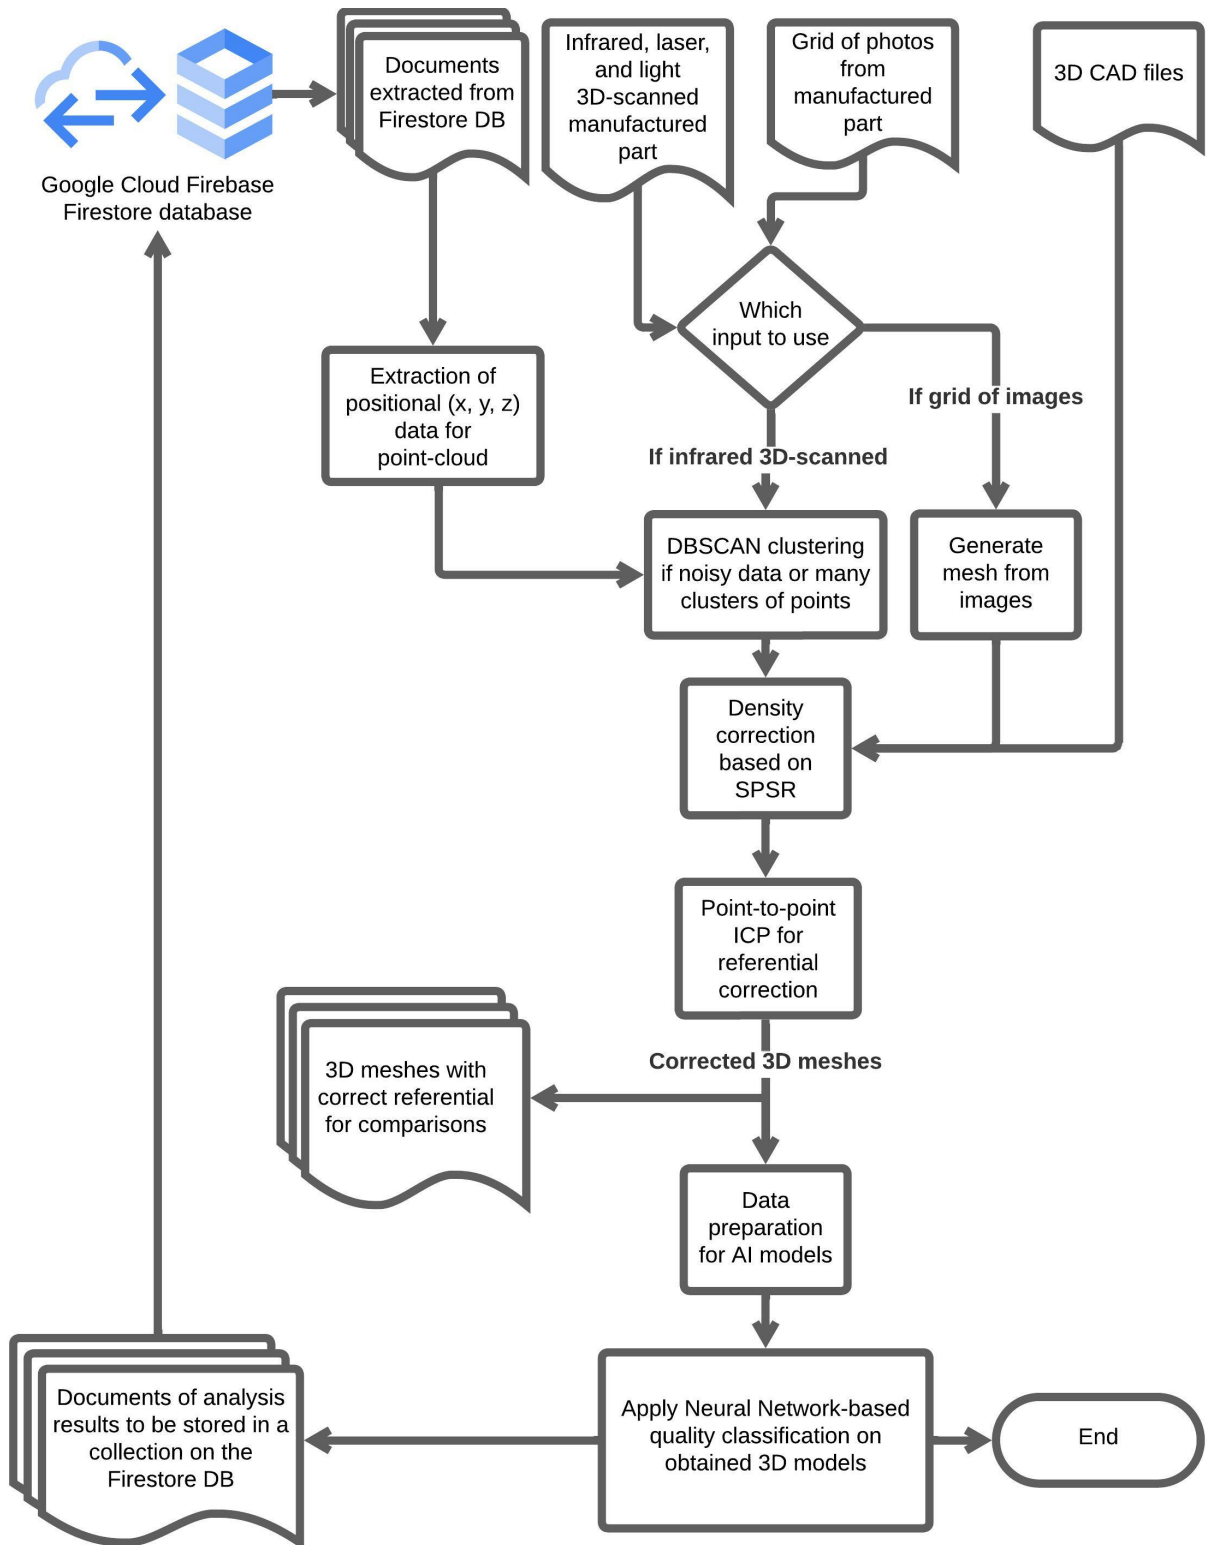 Documents
extracted from
Firestore DB
Infrared, laser,
and light
3D-scanned
manufactured
part
Grid of photos
from
manufactured
part
3D CAD files
Google Cloud Firebase
Firestore database
Which
input to use
Extraction of
positional (x, y, z)
data for
point-cloud
If grid of images
If infrared 3D-scanned
DBSCAN clustering
if noisy data or many
clusters of points
Generate
mesh from
images
Density
correction
based on
SPSR
Point-to-point
ICP for
referential
correction
Corrected 3D meshes
3D meshes with
correct referential
for comparisons
Data
preparation
for AI models
Documents of analysis
results to be stored in a
collection on the
Firestore DB
Apply Neural Network-based
quality classification on
obtained 3D models
End